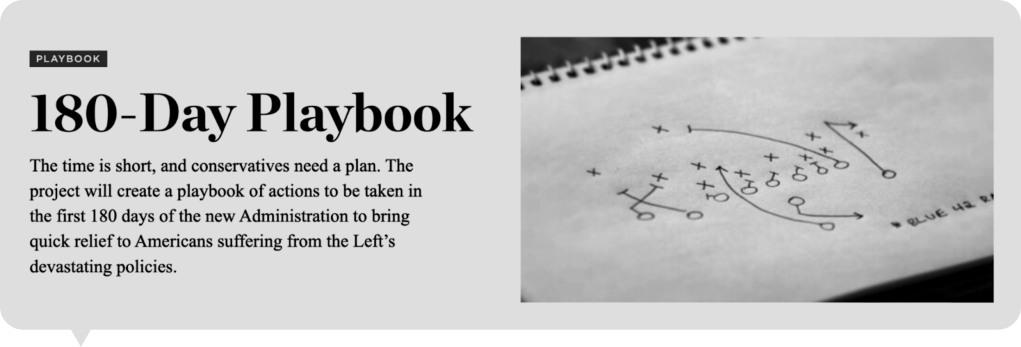 PLAYBOOK
180-Day Playbook
The time is short, and conservatives need a plan. The
project will create a playbook of actions to be taken in
the first 180 days of the new Administration to bring
quick relief to Americans suffering from the Left’s
devastating policies.
BLUE 42